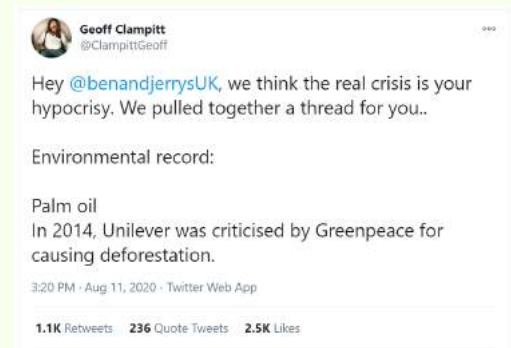 Geoff Clampitt
@ClampittGeoff
Hey @benandjerrysUK, we think the real crisis is your
hypocrisy. We pulled together a thread for you..
Environmental record:
Palm oil
In 2014, Unilever was criticised by Greenpeace for
causing deforestation.
3:20 PM · Aug 11, 2020 · Twitter Web App
1.1K Retweets 236 Quote Tweets 2.5K Likes